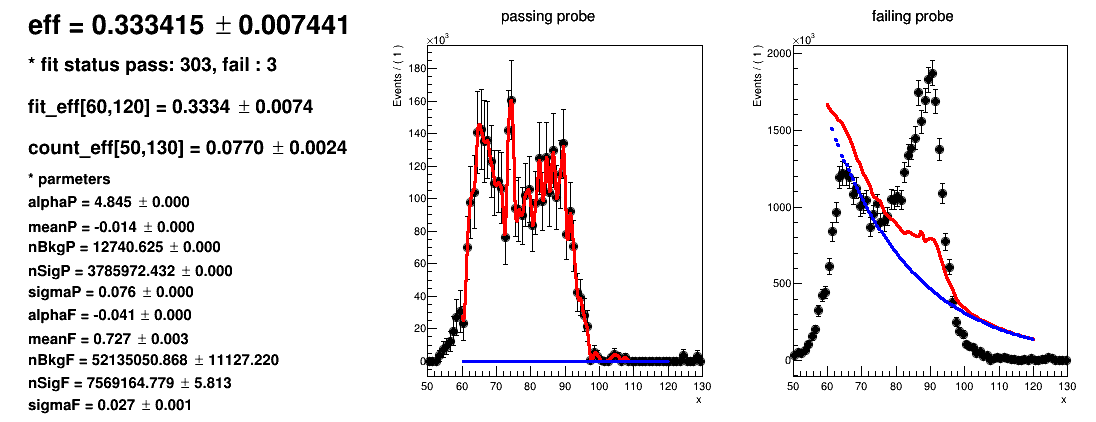 eff = 0.333415 ± 0.007441
* fit status pass: 303, fail : 3
fit_eff[60,120] = 0.3334 ± 0.0074
count_eff[50,130] = 0.0770 ± 0.0024
* parmeters
alphaP = 4.845 ± 0.000
meanP = -0.014 ± 0.000
nBkgP = 12740.625 ± 0.000
nSigP = 3785972.432 ± 0.000
sigmaP = 0.076 ± 0.000
alphaF = -0.041 ± 0.000
meanF = 0.727 ± 0.003
nBkgF = 52135050.868 ± 11127.220
nSigF = 7569164.779 ± 5.813
sigmaF = 0.027 ± 0.001
passing probe
×10³
Events / ( 1 )
180
160
140
120
100
80
60
40
20
0
50 60 70 80 90 100 110 120 130
x
failing probe
×10³
Events / ( 1 )
2000
1500
1000
500
0
50 60 70 80 90 100 110 120 130
x